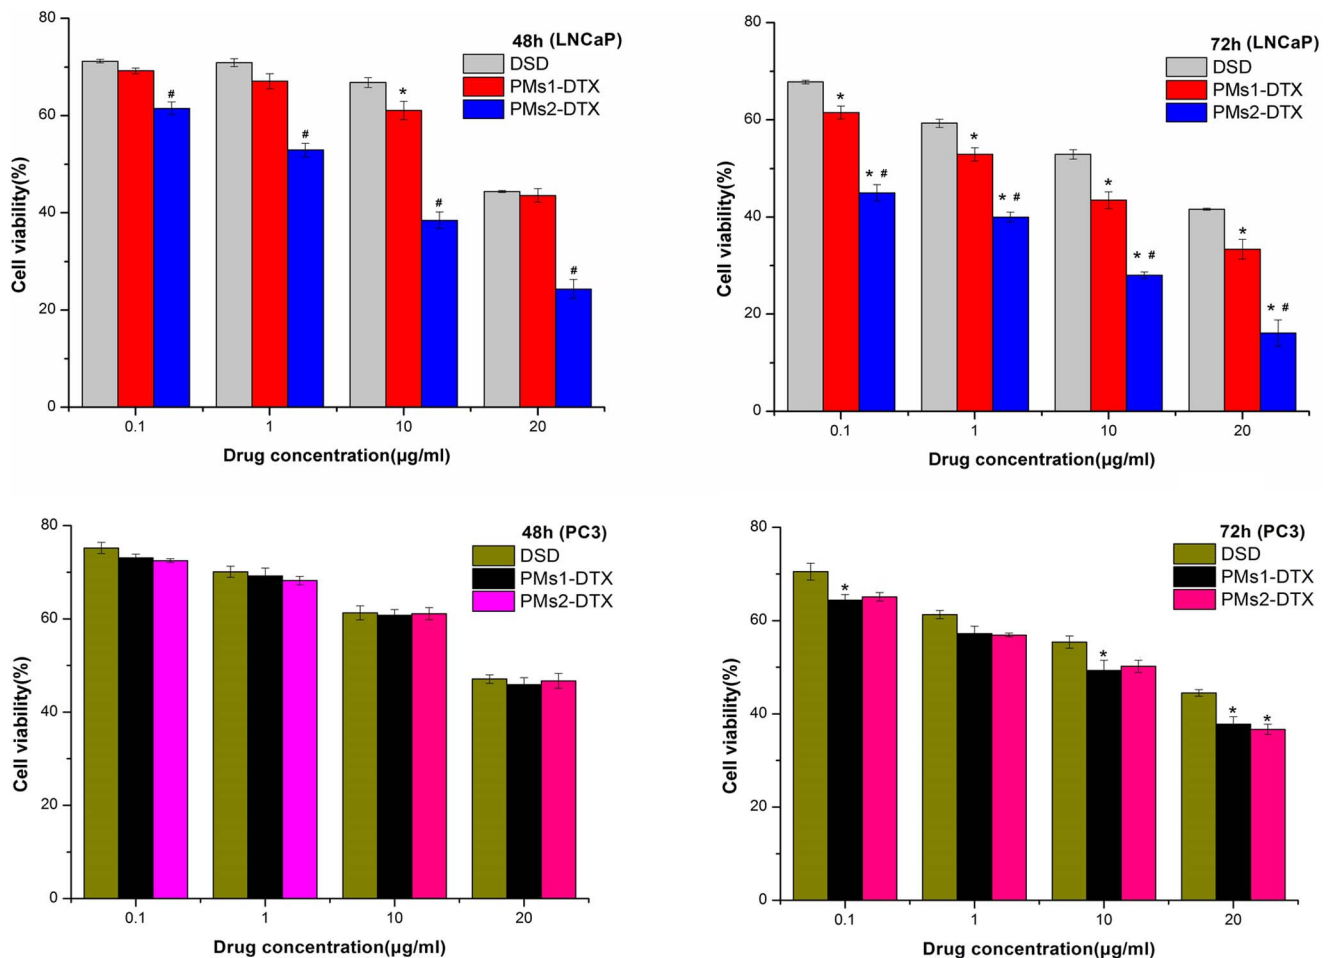 80
60
40
20
0
Cell viability(%)
48h (LNCaP)
DSD
PMs1-DTX
PMs2-DTX
#
#
*
#
#
0.1 1 10 20
Drug concentration(µg/ml)
80
60
40
20
0
Cell viability(%)
72h (LNCaP)
DSD
PMs1-DTX
PMs2-DTX
*
* #
*
* #
*
* #
*
* #
0.1 1 10 20
Drug concentration(µg/ml)
80
60
40
20
0
Cell viability(%)
48h (PC3)
DSD
PMs1-DTX
PMs2-DTX
0.1 1 10 20
Drug concentration(µg/ml)
80
60
40
20
0
Cell viability(%)
72h (PC3)
DSD
PMs1-DTX
PMs2-DTX
*
*
*
*
0.1 1 10 20
Drug concentration(µg/ml)